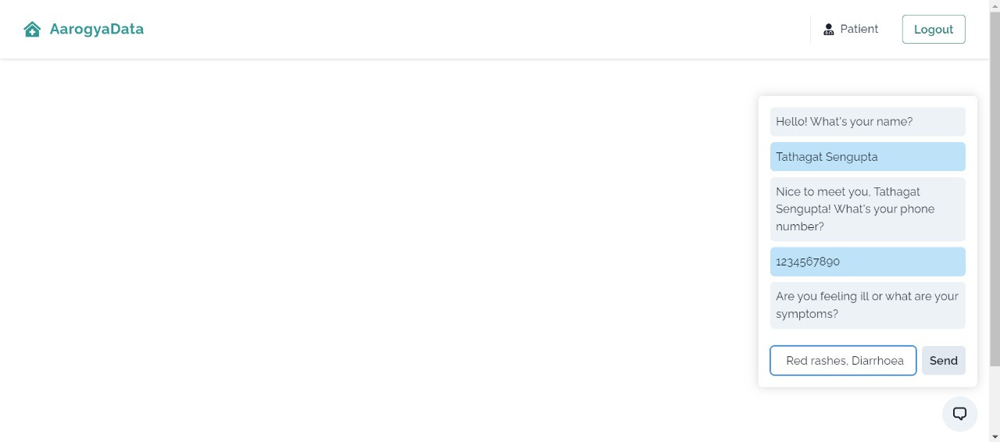 AarogyaData
Patient
Logout
Hello! What's your name?
Tathagat Sengupta
Nice to meet you, Tathagat
Sengupta! What's your phone
number?
1234567890
Are you feeling ill or what are your
symptoms?
Red rashes, Diarrhoea
Send